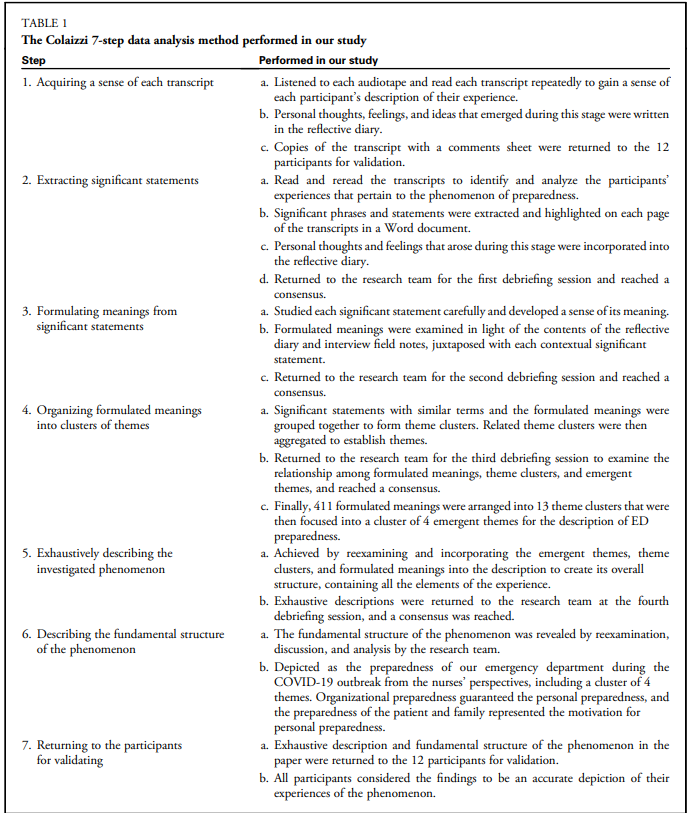 TABLE 1
The Colaizzi 7-step data analysis method performed in our study
Step Performed in our study
1. Acquiring a sense of each transcript a. Listened to each audiotape and read each transcript repeatedly to gain a sense of
each participant's description of their experience.
b. Personal thoughts, feelings, and ideas that emerged during this stage were written
in the reflective diary.
c. Copies of the transcript with a comments sheet were returned to the 12
participants for validation.
2. Extracting significant statements a. Read and reread the transcripts to identify and analyze the participants'
experiences that pertain to the phenomenon of preparedness.
b. Significant phrases and statements were extracted and highlighted on each page
of the transcripts in a Word document.
c. Personal thoughts and feelings that arose during this stage were incorporated into
the reflective diary.
d. Returned to the research team for the first debriefing session and reached a
consensus.
3. Formulating meanings from a. Studied each significant statement carefully and developed a sense of its meaning.
significant statements b. Formulated meanings were examined in light of the contents of the reflective
diary and interview field notes, juxtaposed with each contextual significant
statement.
c. Returned to the research team for the second debriefing session and reached a
consensus.
4. Organizing formulated meanings a. Significant statements with similar terms and the formulated meanings were
into clusters of themes grouped together to form theme clusters. Related theme clusters were then
aggregated to establish themes.
b. Returned to the research team for the third debriefing session to examine the
relationship among formulated meanings, theme clusters, and emergent
themes, and reached a consensus.
c. Finally, 411 formulated meanings were arranged into 13 theme clusters that were
then focused into a cluster of 4 emergent themes for the description of ED
preparedness.
5. Exhaustively describing the a. Achieved by reexamining and incorporating the emergent themes, theme
investigated phenomenon clusters, and formulated meanings into the description to create its overall
structure, containing all the elements of the experience.
b. Exhaustive descriptions were returned to the research team at the fourth
debriefing session, and a consensus was reached.
6. Describing the fundamental structure a. The fundamental structure of the phenomenon was revealed by reexamination,
of the phenomenon discussion, and analysis by the research team.
b. Depicted as the preparedness of our emergency department during the
COVID-19 outbreak from the nurses' perspectives, including a cluster of 4
themes. Organizational preparedness guaranteed the personal preparedness, and
the preparedness of the patient and family represented the motivation for
personal preparedness.
7. Returning to the participants a. Exhaustive description and fundamental structure of the phenomenon in the
for validating paper were returned to the 12 participants for validation.
b. All participants considered the findings to be an accurate depiction of their
experiences of the phenomenon.